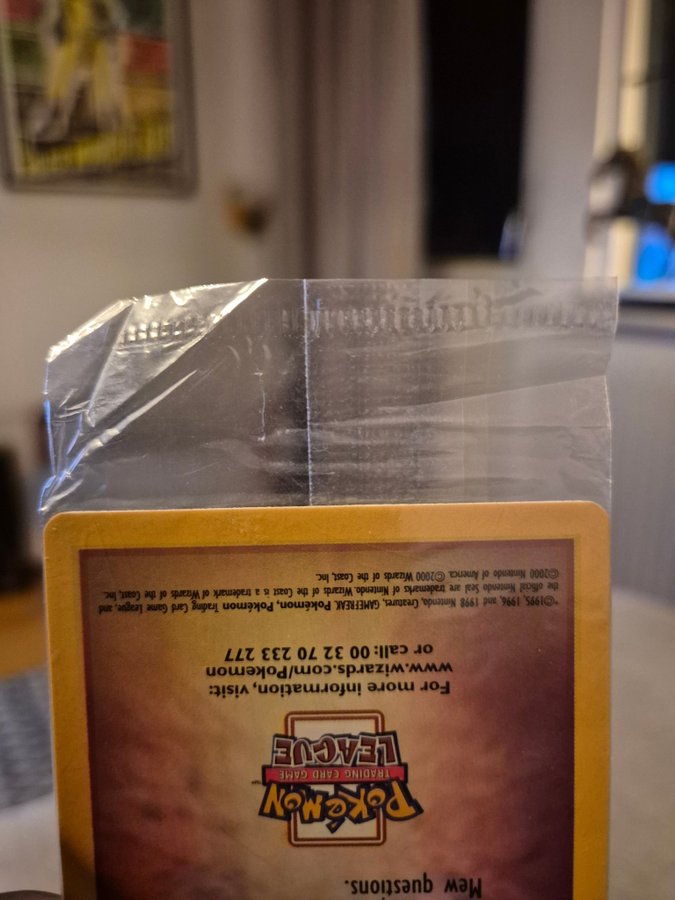 Mew questions.
POKéMON
TRADING CARD GAME
LEAGUE
For more information, visit:
www.wizards.com/Pokemon
or call: 00 32 70 233 277
*©1995, 1996, and 1998 Nintendo, Creatures, GAMEFREAK. Pokémon, Pokémon Trading Card Game League, and
the official Nintendo Seal are trademarks of Nintendo. Wizards of the Coast is a trademark of Wizards of the Coast, Inc.
©2000 Nintendo of America. ©2000 Wizards of the Coast, Inc.